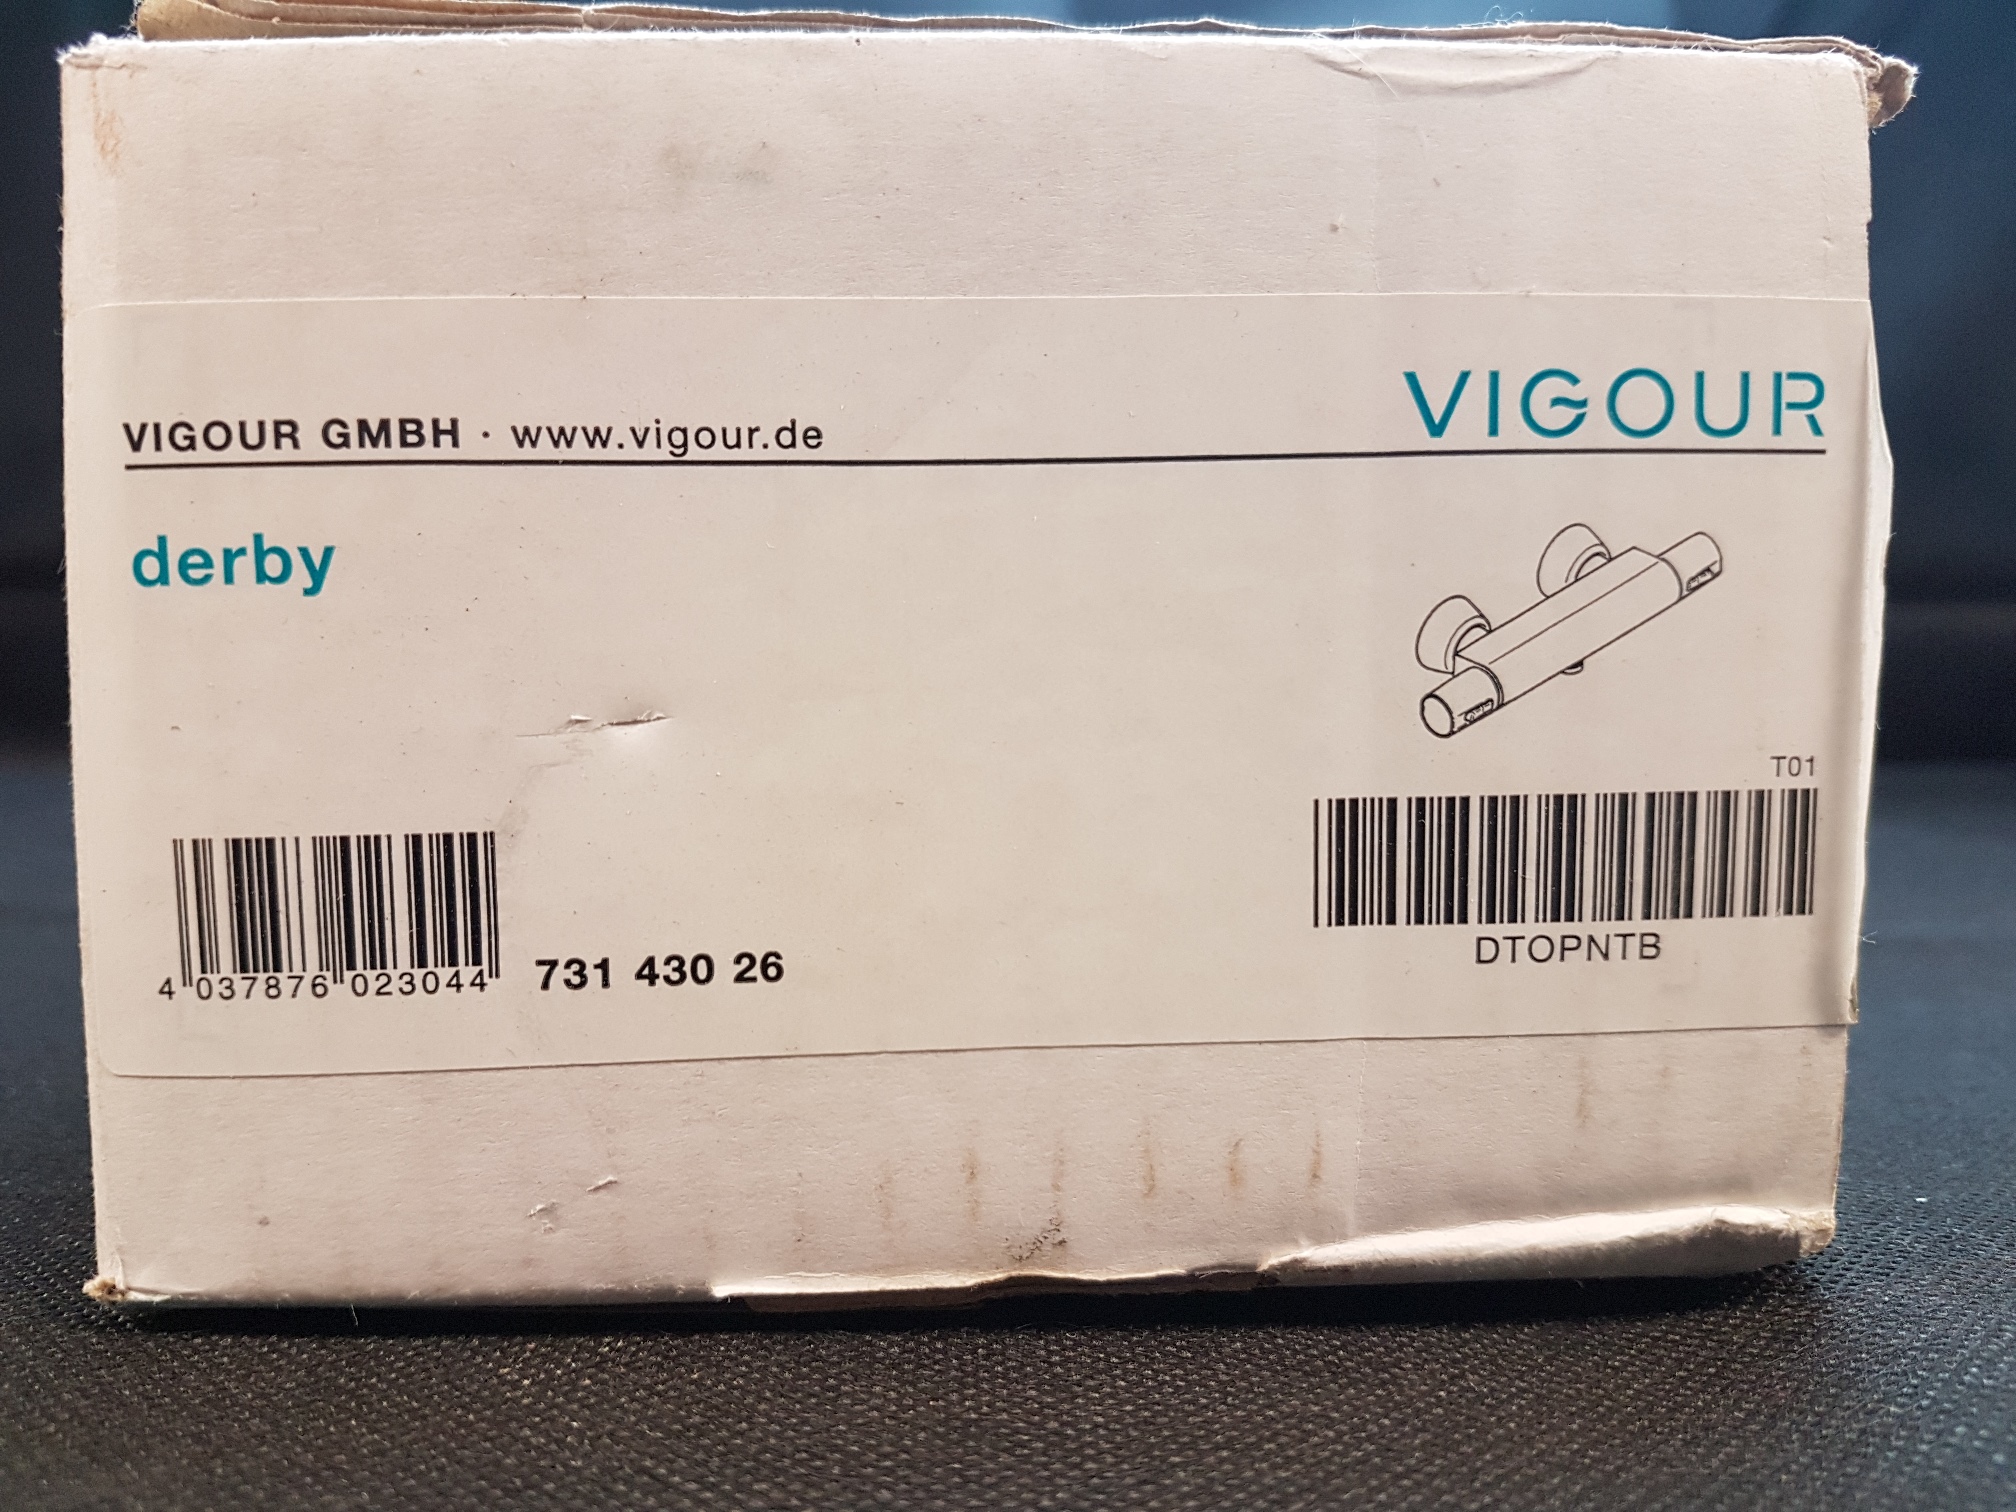 VIGOUR GMBH · www.vigour.de
VIGOUR
derby
T01
4 037876 023044
731 430 26
DTOPNTB